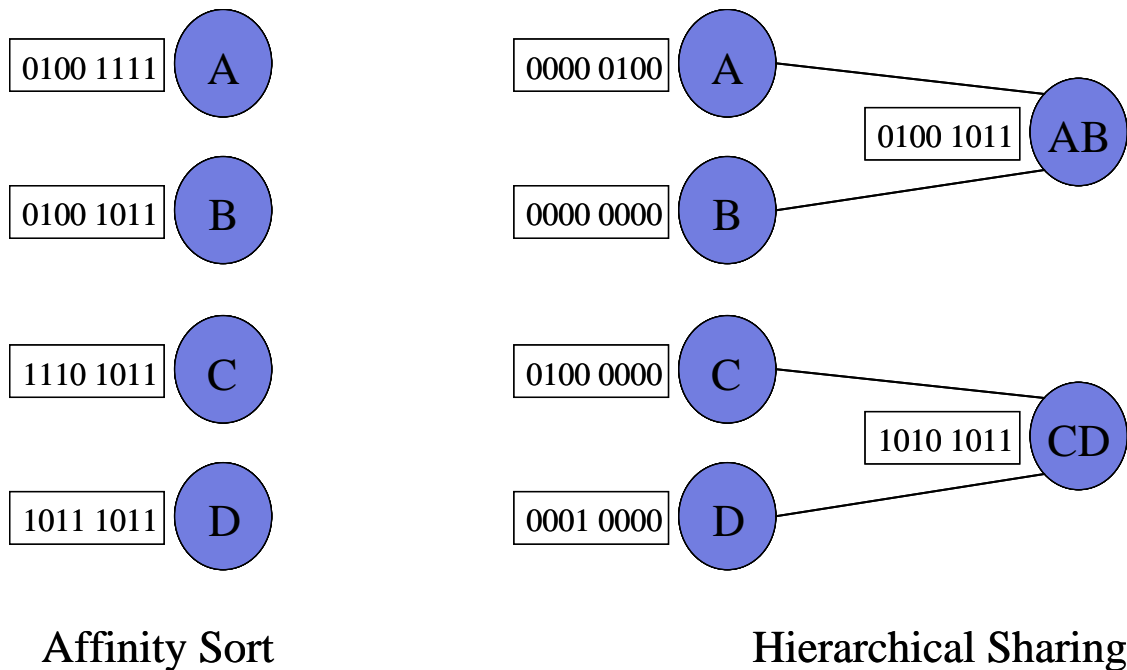 0100 1111 A
0100 1011 B
1110 1011 C
1011 1011 D
Affinity Sort
0000 0100 A
0000 0000 B
0100 1011 AB
0100 0000 C
0001 0000 D
1010 1011 CD
Hierarchical Sharing